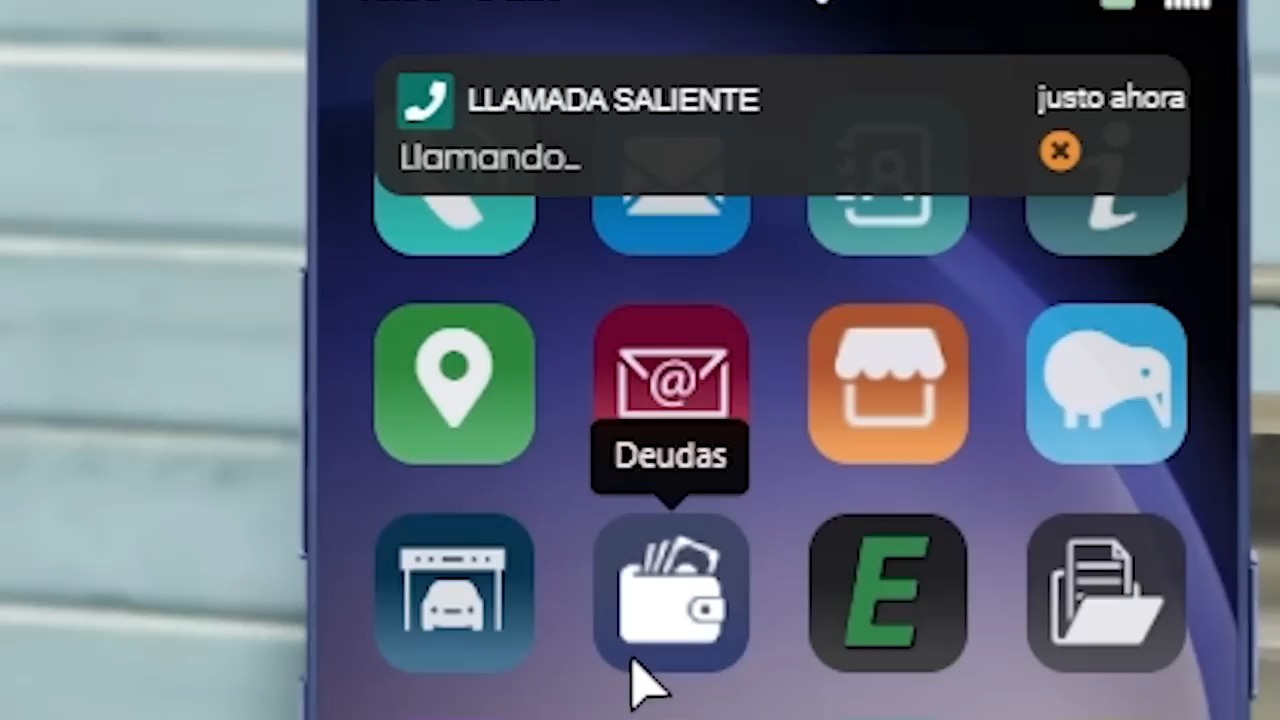 LLAMADA SALIENTE
justo ahora
Llamando...
@
i
Deudas
E